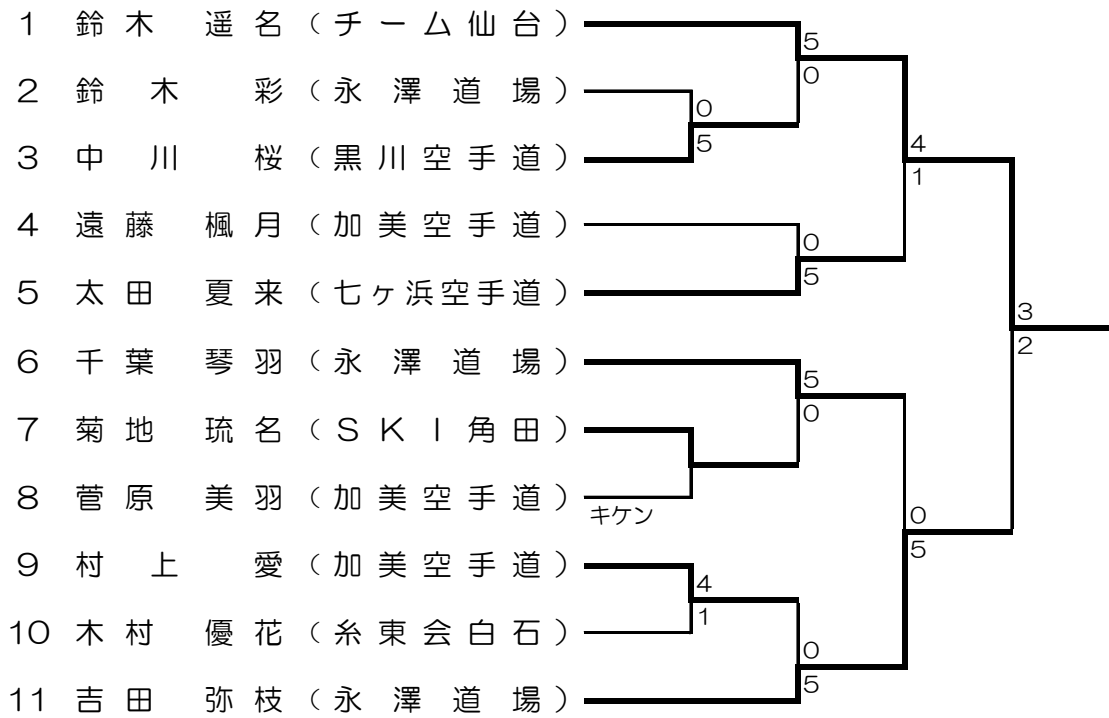 1 鈴木 遥名（チーム仙台）
5
0
2 鈴木 彩（永澤道場）
0
5
3 中川 桜（黒川空手道）
4
1
4 遠藤 楓月（加美空手道）
0
5
5 太田 夏来（七ヶ浜空手道）
3
2
6 千葉 琴羽（永澤道場）
5
0
7 菊地 琉名（ＳＫＩ角田）
8 菅原 美羽（加美空手道）
キケン
0
5
9 村上 愛（加美空手道）
4
1
10 木村 優花（糸東会白石）
0
5
11 吉田 弥枝（永澤道場）